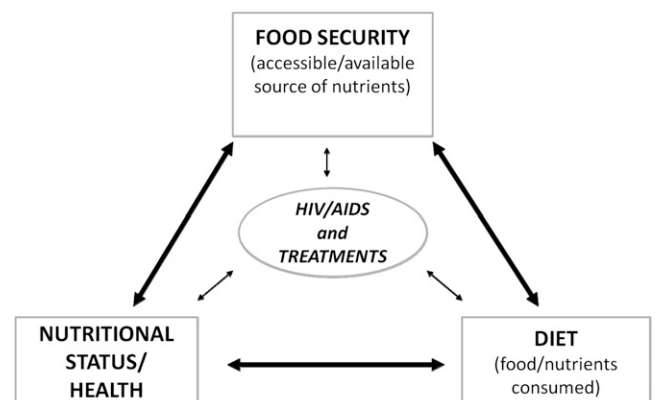 FOOD SECURITY
(accessible/available
source of nutrients)
HIV/AIDS
and
TREATMENTS
NUTRITIONAL
STATUS/
HEALTH
DIET
(food/nutrients
consumed)